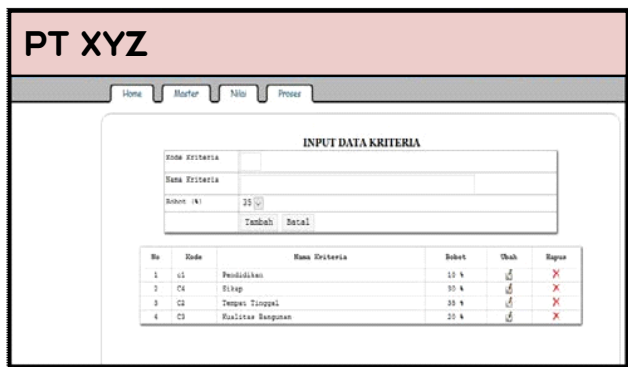 PT XYZ
Home Master Nilai Proses
INPUT DATA KRITERIA
Kode Kriteria
Nama Kriteria
Bobot (%) 35
Tambah Batal
No Kode Nama Kriteria Bobot Ubah Hapus
1 c1 Pendidikan 10 %
2 C4 Sikap 30 %
3 C2 Tempat Tinggal 35 %
4 C3 Kualitas Bangunan 20 %